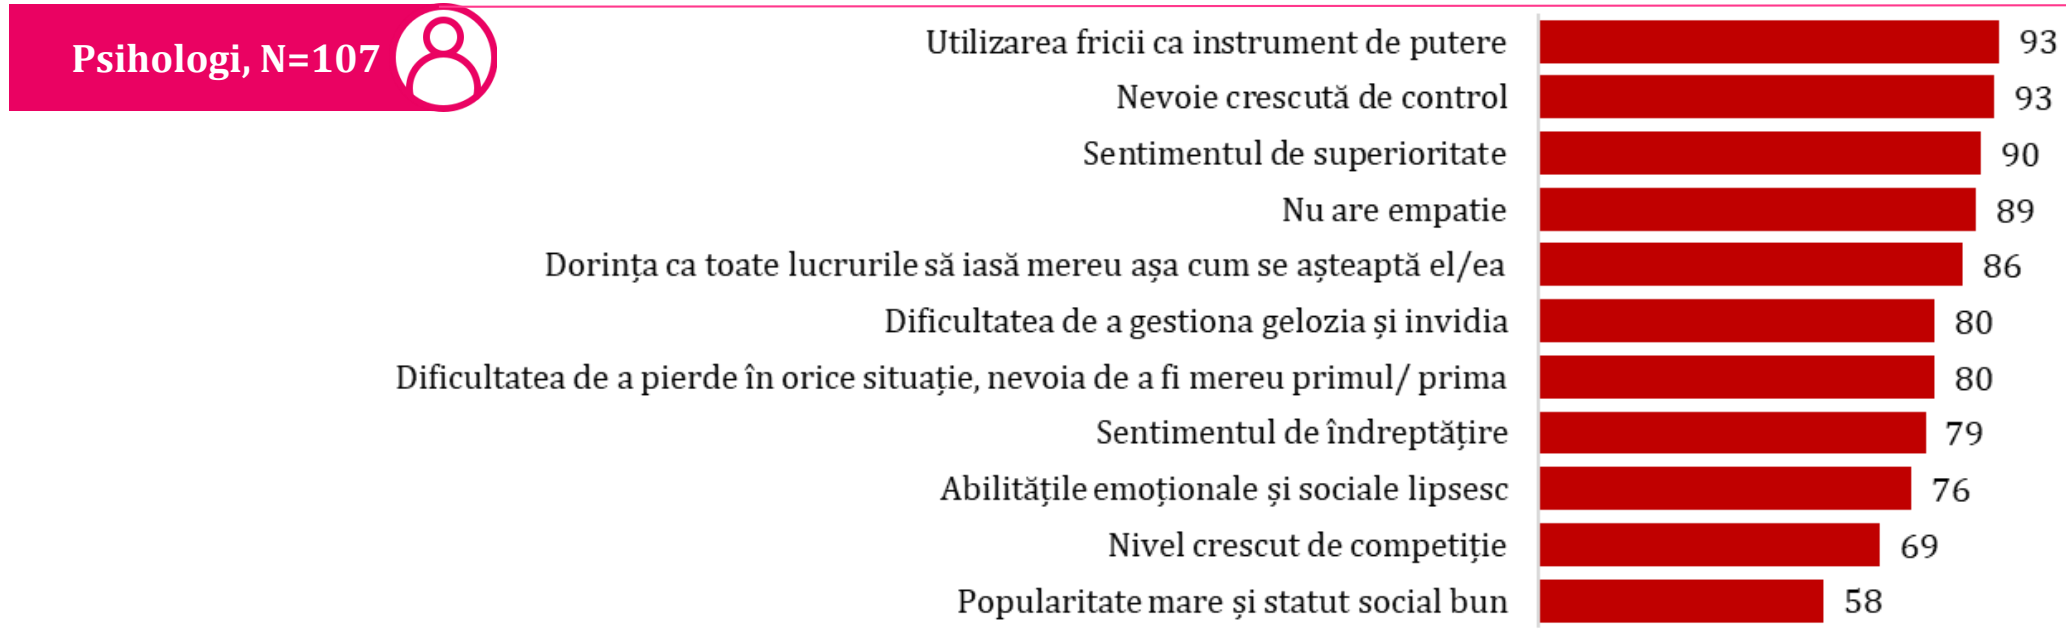 Psihologi, N=107
Utilizarea fricii ca instrument de putere 93
Nevoie crescută de control 93
Sentimentul de superioritate 90
Nu are empatie 89
Dorința ca toate lucrurile să iasă mereu așa cum se așteaptă el/ea 86
Dificultatea de a gestiona gelozia și invidia 80
Dificultatea de a pierde în orice situație, nevoia de a fi mereu primul/ prima 80
Sentimentul de îndreptățire 79
Abilitățile emoționale și sociale lipsesc 76
Nivel crescut de competiție 69
Popularitate mare și statut social bun 58